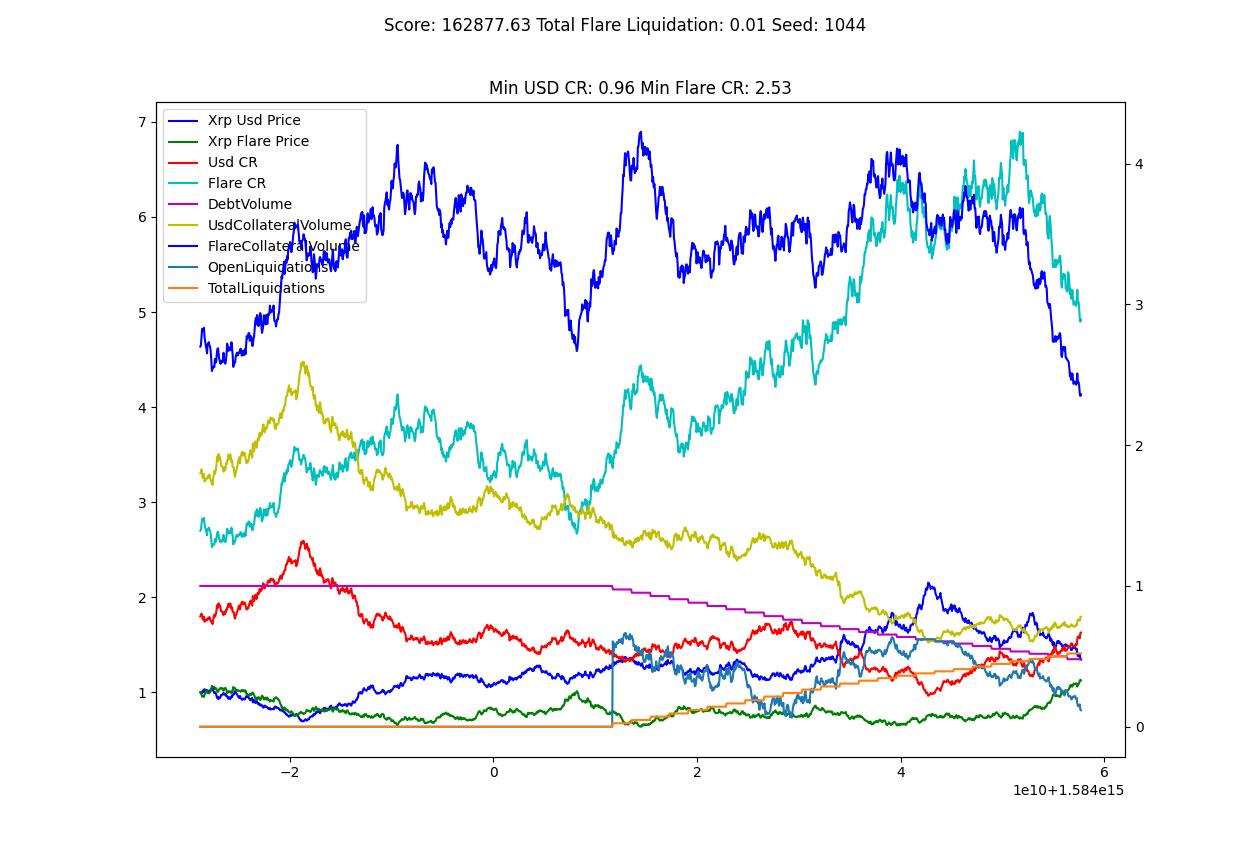 Score: 162877.63 Total Flare Liquidation: 0.01 Seed: 1044
Min USD CR: 0.96 Min Flare CR: 2.53
Xrp Usd Price
Xrp Flare Price
Usd CR
Flare CR
DebtVolume
UsdCollateralVolume
FlareCollateralVolume
OpenLiquidations
TotalLiquidations
7
6
5
4
3
2
1
4
3
2
1
0
−2
0
2
4
6
1e10+1.584e15